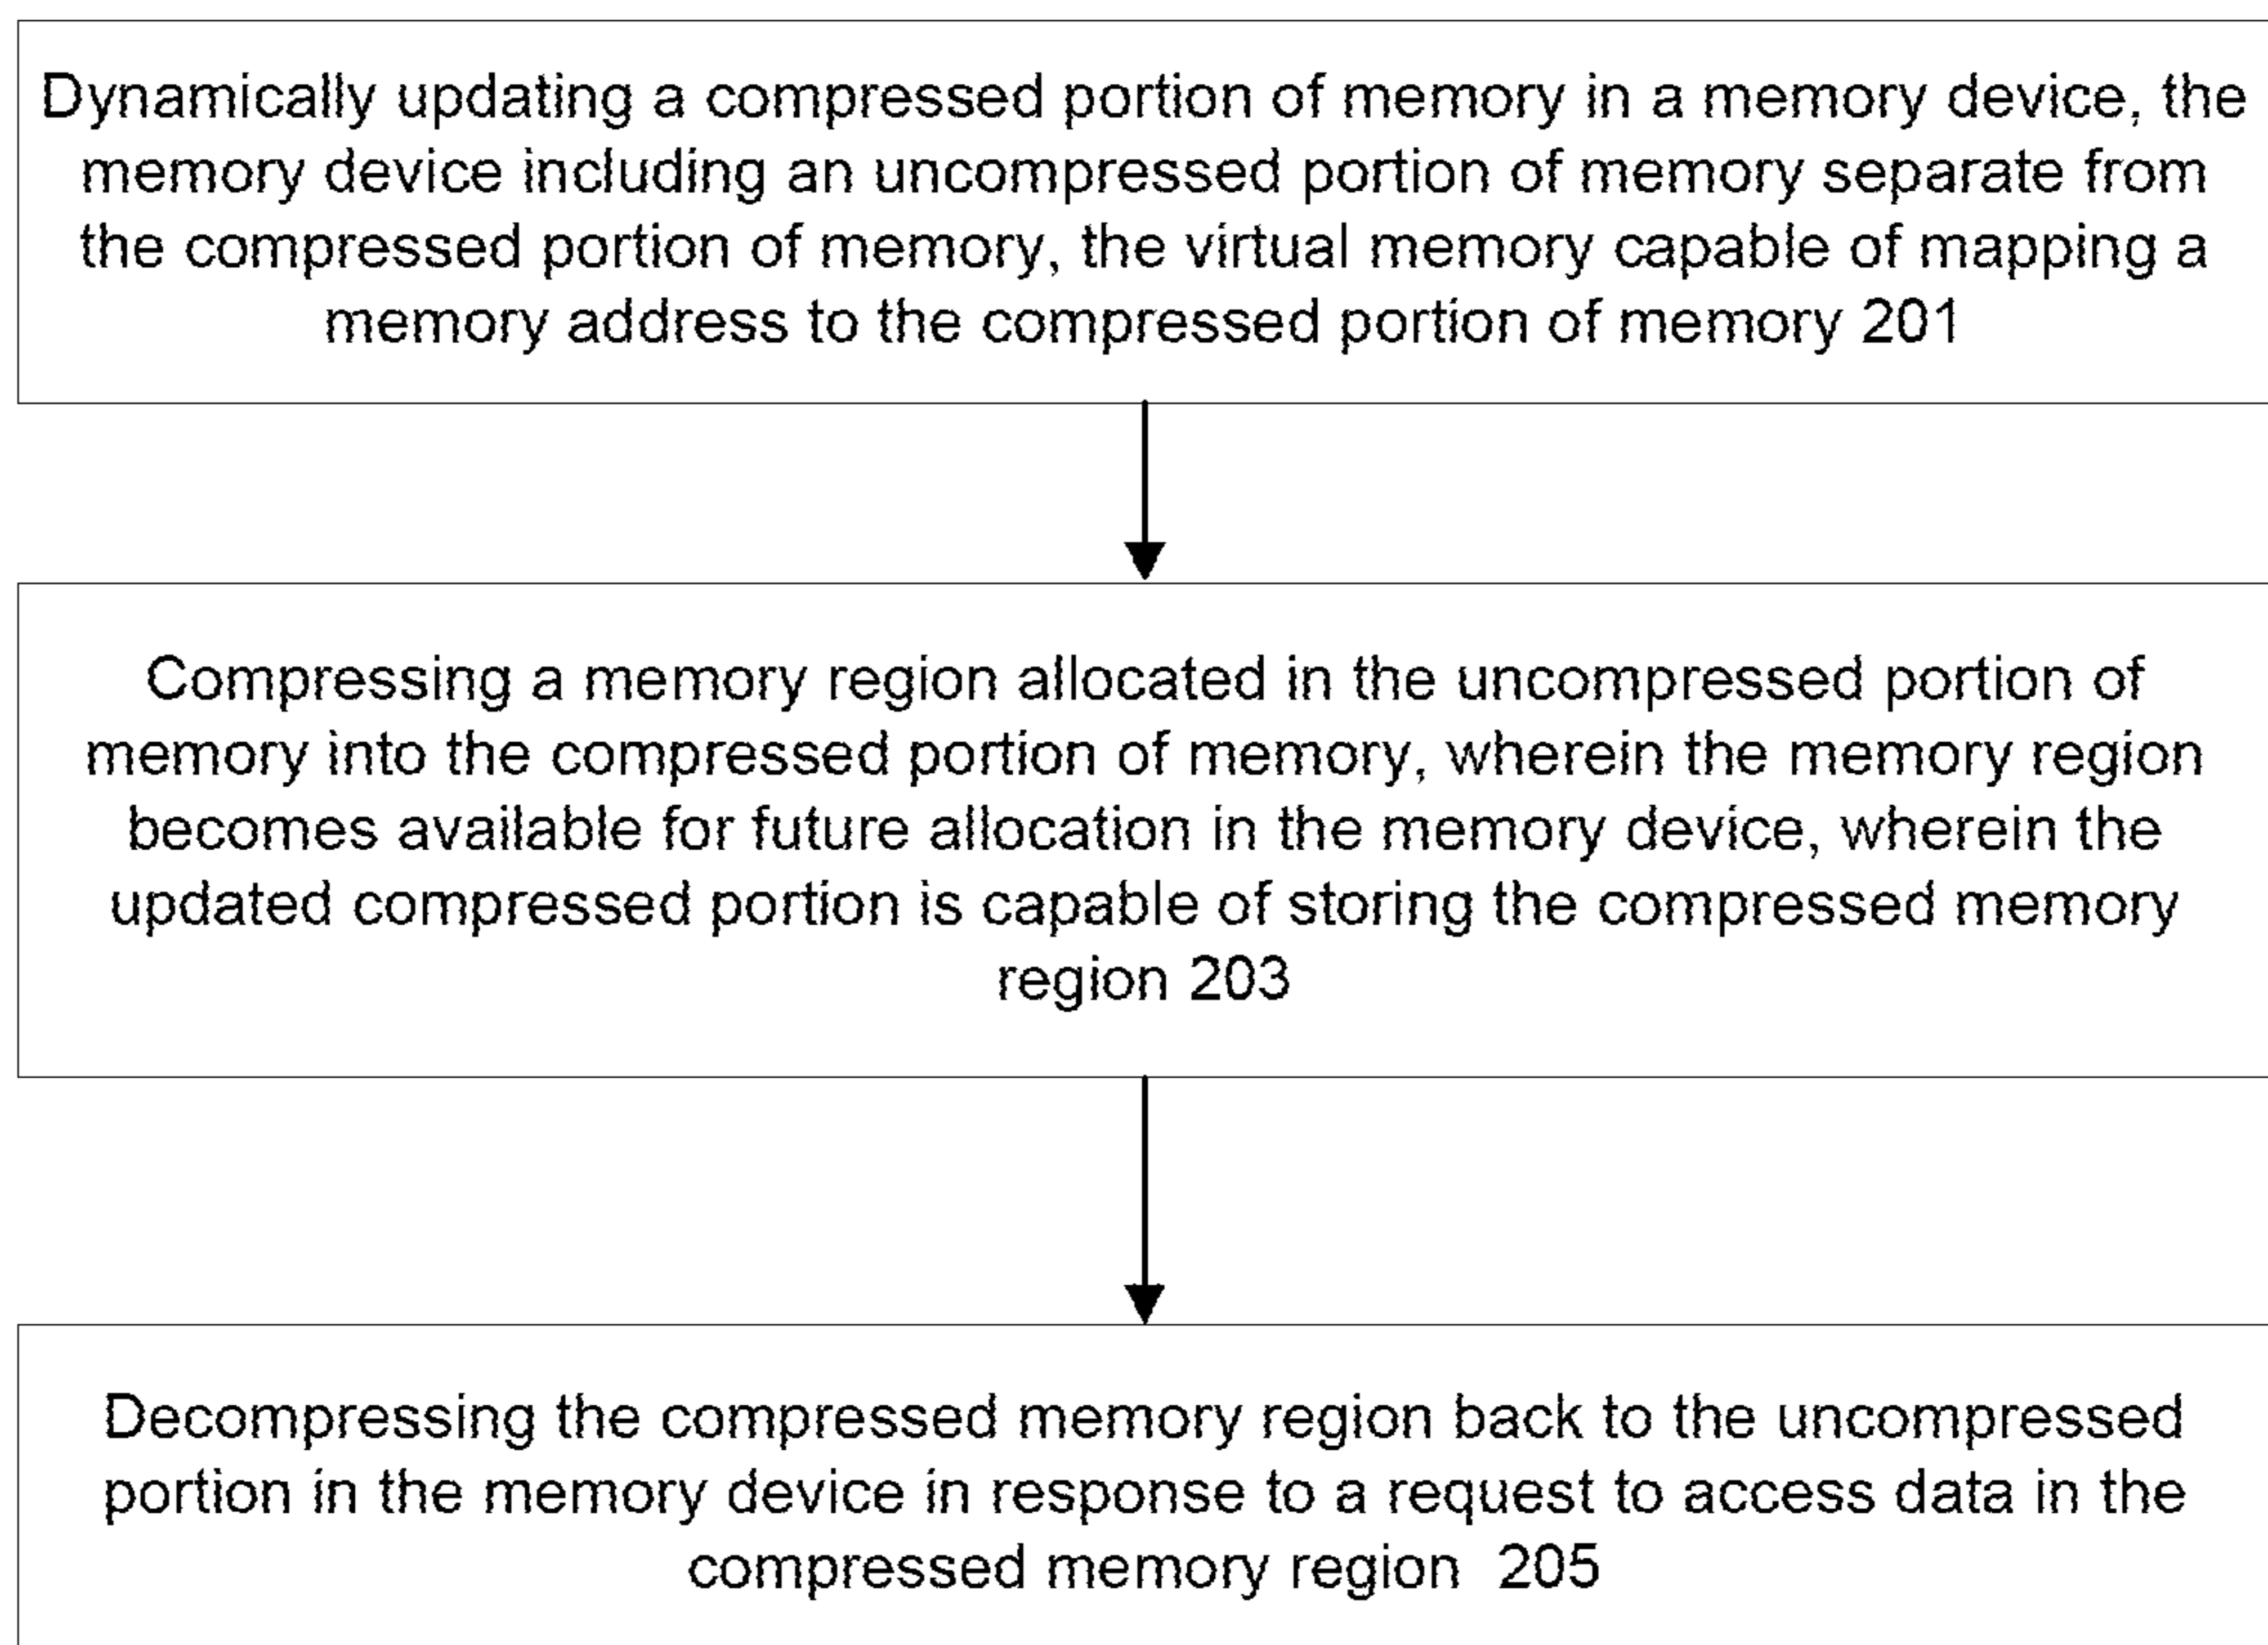 Dynamically updating a compressed portion of memory in a memory device, the
memory device including an uncompressed portion of memory separate from
the compressed portion of memory, the virtual memory capable of mapping a
memory address to the compressed portion of memory 201
Compressing a memory region allocated in the uncompressed portion of
memory into the compressed portion of memory, wherein the memory region
becomes available for future allocation in the memory device, wherein the
updated compressed portion is capable of storing the compressed memory
region 203
Decompressing the compressed memory region back to the uncompressed
portion in the memory device in response to a request to access data in the
compressed memory region 205